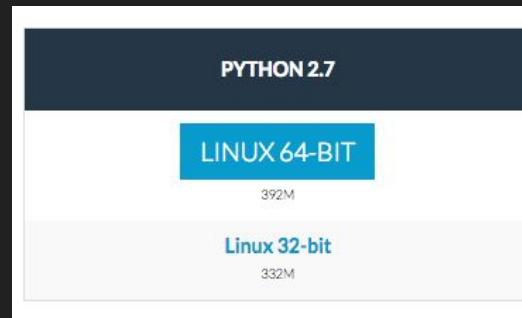 PYTHON 2.7
LINUX 64-BIT
392M
Linux 32-bit
332M